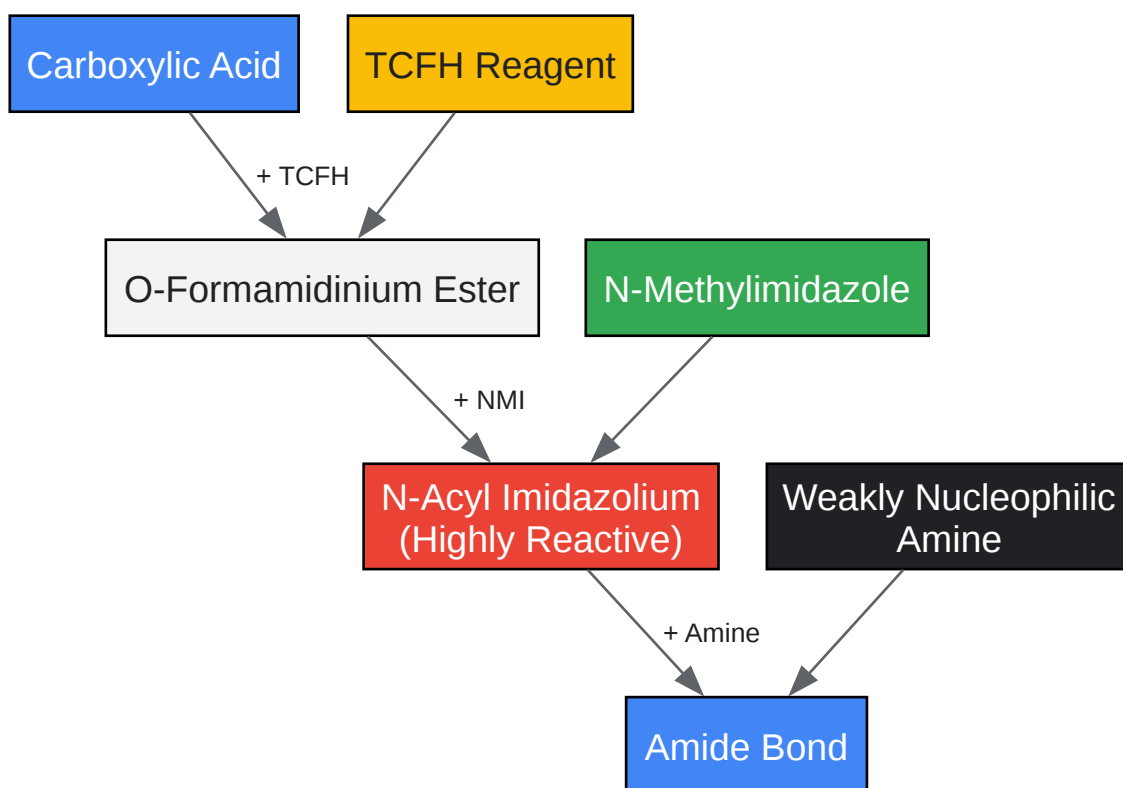 Carboxylic Acid
TCFH Reagent
+ TCFH
O-Formamidinium Ester
N-Methylimidazole
+ NMI
N-Acyl Imidazolium
(Highly Reactive)
Weakly Nucleophilic
Amine
+ Amine
Amide Bond